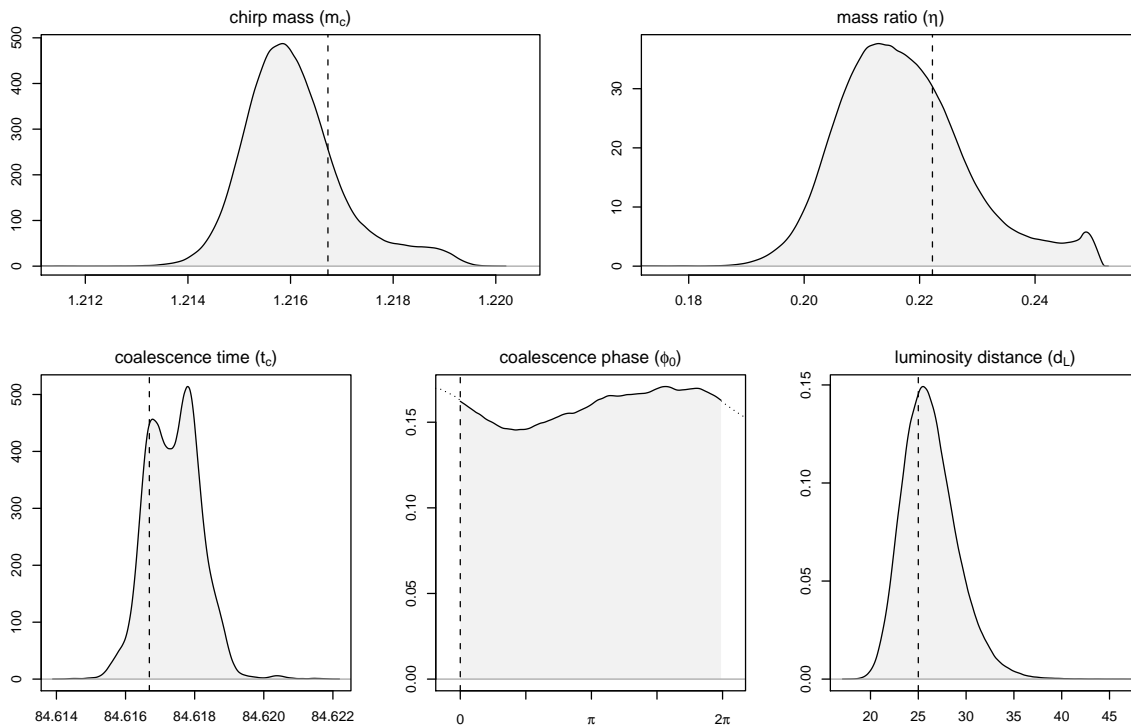 chirp mass (m_c)
mass ratio (η)
500
400
300
200
100
0
1.212 1.214 1.216 1.218 1.220
30
20
10
0
0.18 0.20 0.22 0.24
coalescence time (t_c)
coalescence phase (ϕ_0)
luminosity distance (d_L)
500
400
300
200
100
0
84.614 84.616 84.618 84.620 84.622
0.15
0.10
0.05
0.00
0 π 2π
0.15
0.10
0.05
0.00
20 25 30 35 40 45